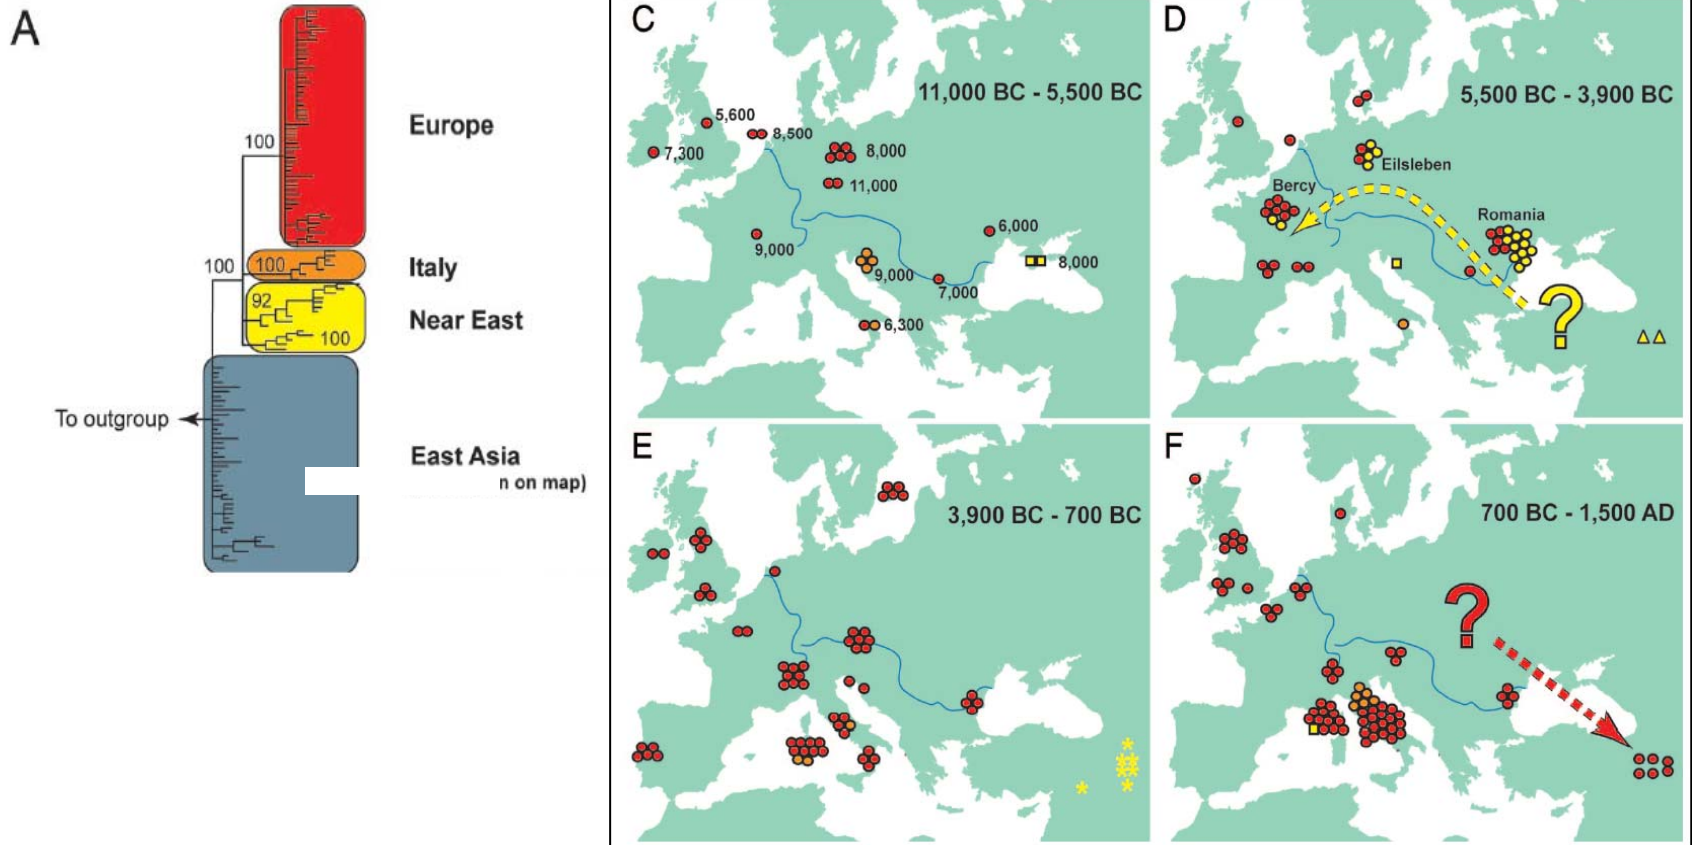 A
Europe
100
100
100
Italy
92
Near East
100
To outgroup
East Asia
n on map)
C
11,000 BC - 5,500 BC
5,600
8,500
7,300
8,000
11,000
9,000
6,000
9,000
8,000
7,000
6,300
D
5,500 BC - 3,900 BC
Eilsleben
Bercy
Romania
?
E
3,900 BC - 700 BC
F
700 BC - 1,500 AD
?